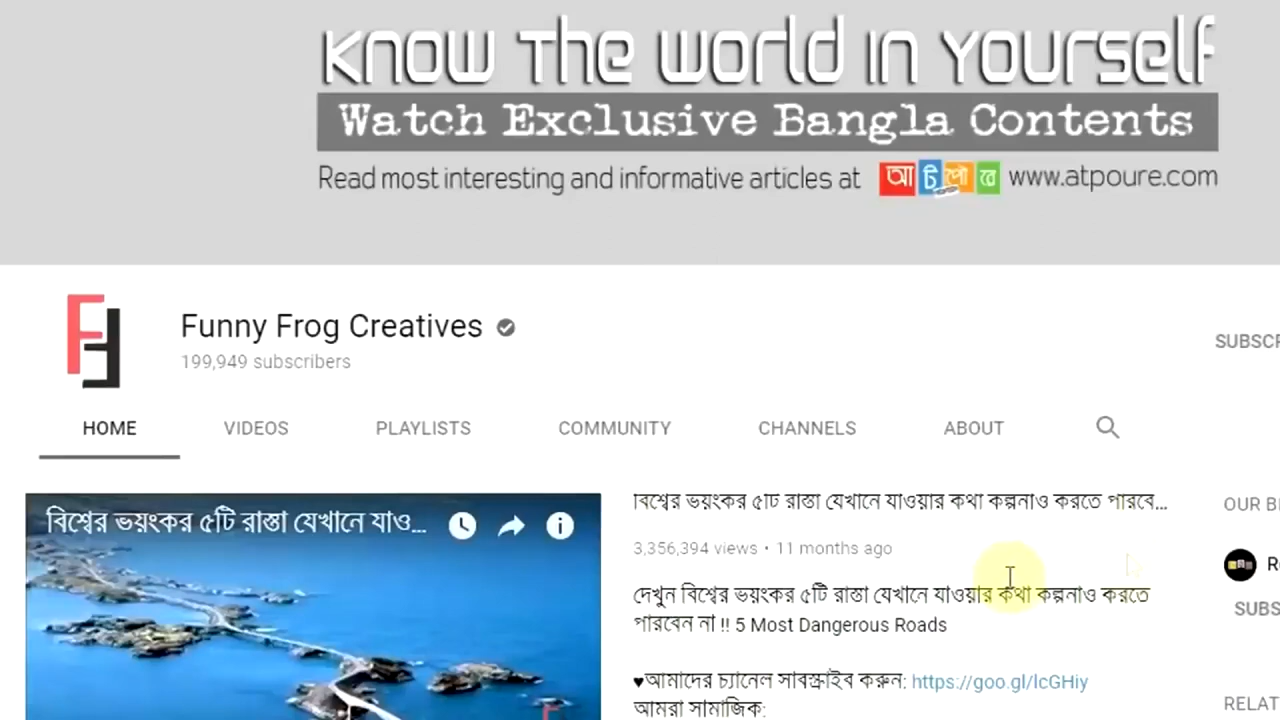 Know The World In Yourself
Watch Exclusive Bangla Contents
Read most interesting and informative articles at আটপৌরে www.atpoure.com
Funny Frog Creatives
199,949 subscribers
SUBSCR
HOME VIDEOS PLAYLISTS COMMUNITY CHANNELS ABOUT
বিশ্বের ভয়ংকর ৫টি রাস্তা যেখানে যাও...
বিশ্বের ভয়ংকর ৫টি রাস্তা যেখানে যাওয়ার কথা কল্পনাও করতে পারবে...
OUR B
3,356,394 views • 11 months ago
দেখুন বিশ্বের ভয়ংকর ৫টি রাস্তা যেখানে যাওয়ার কথা কল্পনাও করতে
পারবেন না !! 5 Most Dangerous Roads
SUBS
♥আমাদের চ্যানেল সাবস্ক্রাইব করুন: https://goo.gl/lcGHiy
আমরা সামাজিক:
RELAT